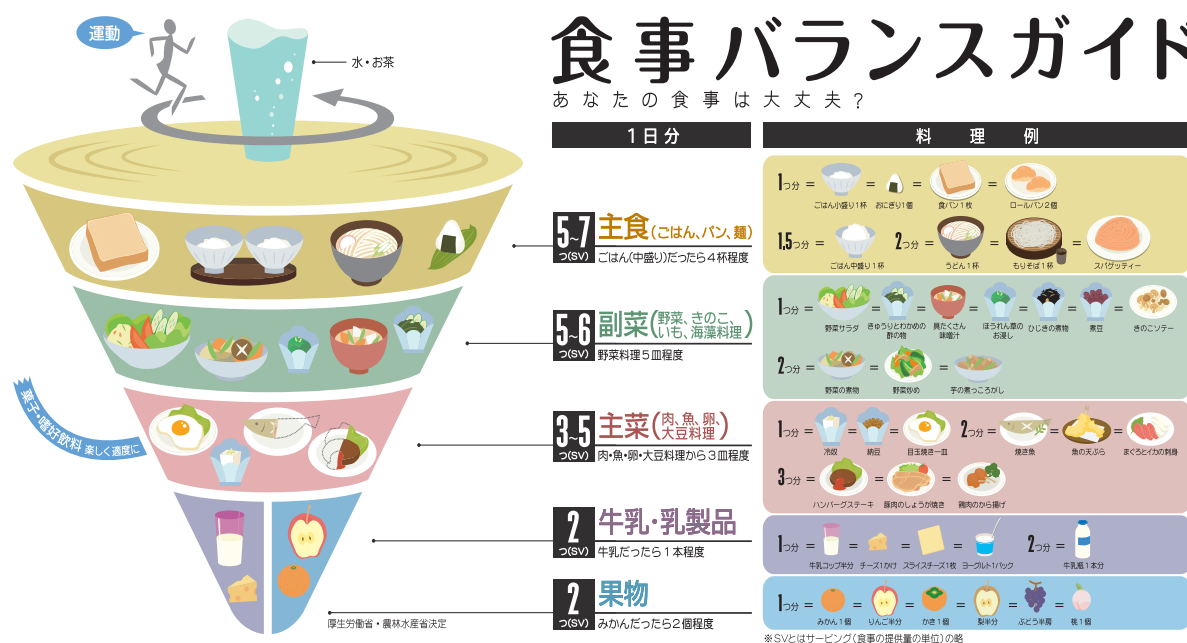 運動
水・お茶
食事バランスガイド
あなたの食事は大丈夫?
1日分
料理例
5~7
つ(SV)
主食(ごはん、パン、麺)
ごはん(中盛り)だったら4杯程度
1つ分 = = = =
ごはん小盛り1杯 おにぎり1個 食パン1枚 ロールパン2個
1.5つ分 = 2つ分 = = =
ごはん中盛り1杯 うどん1杯 もりそば1杯 スパゲッティー
5~6
つ(SV)
副菜(野菜、きのこ、
いも、海藻料理)
野菜料理5皿程度
1つ分 = = = = = =
野菜サラダ きゅうりとわかめの
酢の物 具たくさん
味噌汁 ほうれん草の
お浸し ひじきの煮物 煮豆 きのこソテー
2つ分 = = =
野菜の煮物 野菜炒め 芋の煮っころがし
菓子・嗜好飲料 楽しく適度に
3~5
つ(SV)
主菜(肉、魚、卵、
大豆料理)
肉・魚・卵・大豆料理から3皿程度
1つ分 = = = 2つ分 = = =
冷奴 納豆 目玉焼き一皿 焼き魚 魚の天ぷら まぐろとイカの刺身
3つ分 = = =
ハンバーグステーキ 豚肉のしょうが焼き 鶏肉のから揚げ
2
つ(SV)
牛乳・乳製品
牛乳だったら1本程度
1つ分 = = = = 2つ分 =
牛乳コップ半分 チーズ1かけ スライスチーズ1枚 ヨーグルト1パック 牛乳瓶1本分
2
つ(SV)
果物
みかんだったら2個程度
1つ分 = = = = = =
みかん1個 りんご半分 かき1個 梨半分 ぶどう半房 桃1個
厚生労働省・農林水産省決定
※SVとはサービング(食事の提供量の単位)の略